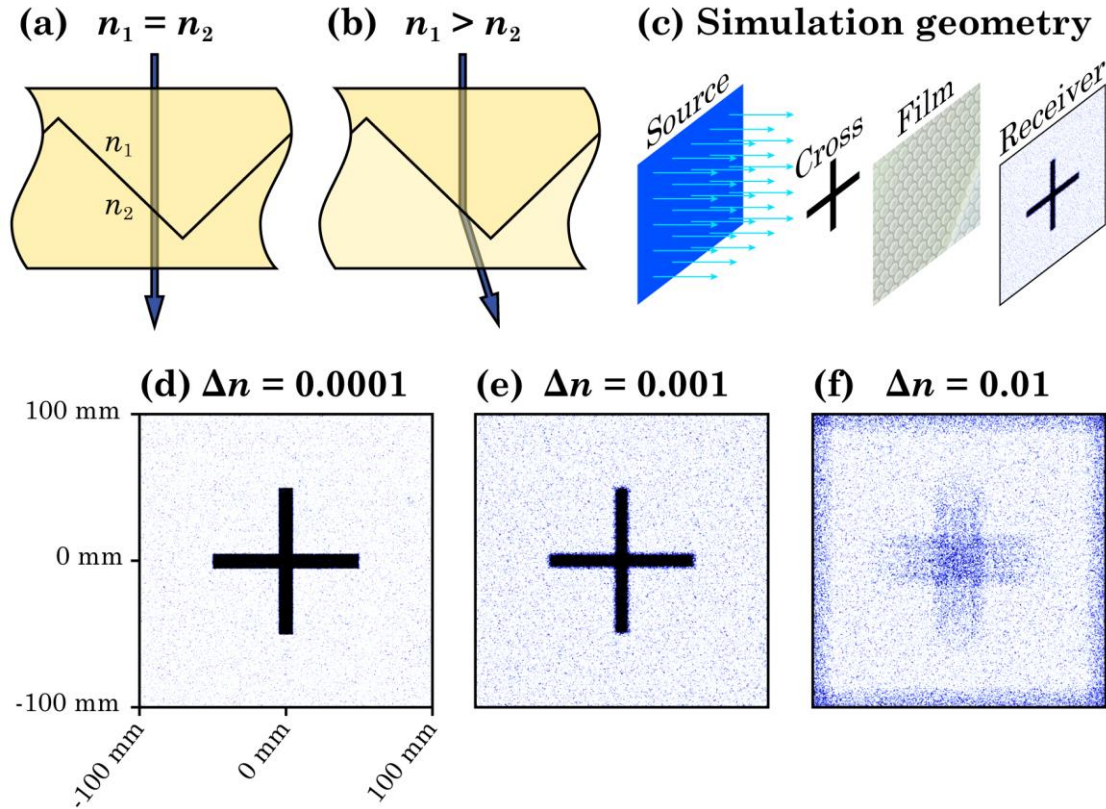 (a) n₁ = n₂
(b) n₁ > n₂
(c) Simulation geometry
n₁
n₂
Source
Cross
Film
Receiver
(d) Δn = 0.0001
(e) Δn = 0.001
(f) Δn = 0.01
100 mm
0 mm
-100 mm
-100 mm
0 mm
100 mm